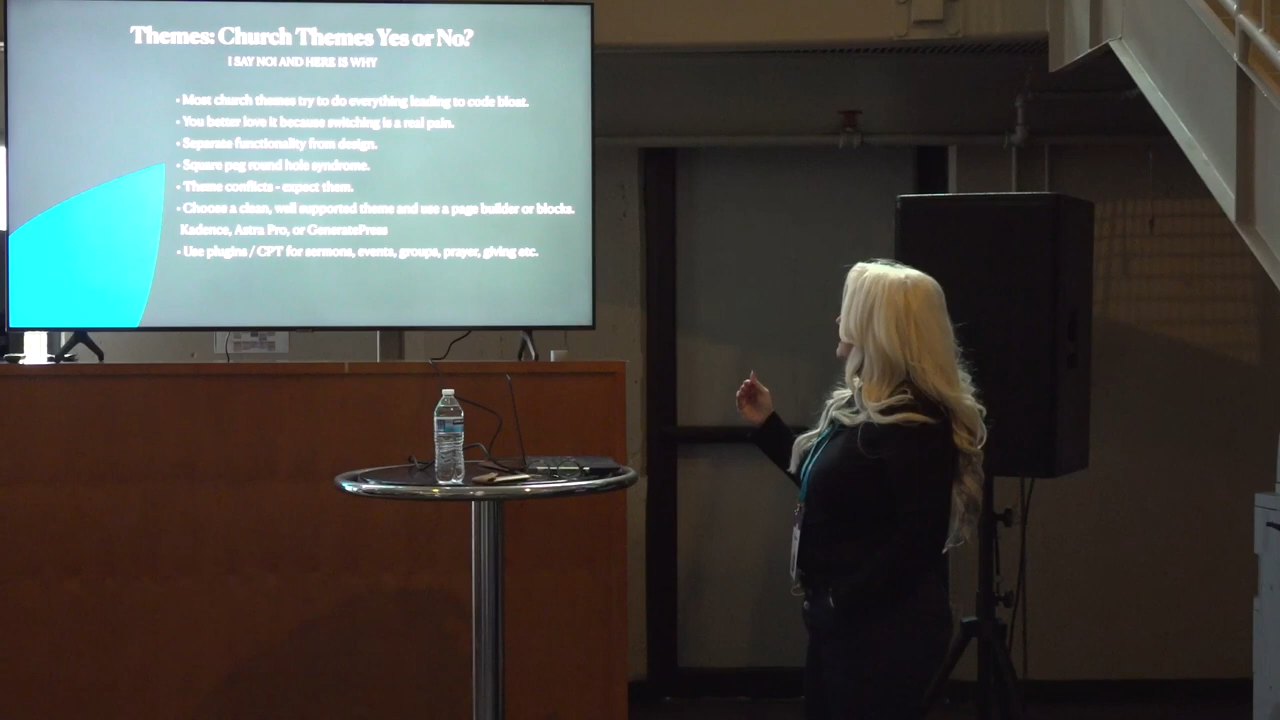 Themes: Church Themes Yes or No?
I SAY NO! AND HERE IS WHY
• Most church themes try to do everything leading to code bloat.
• You better love it because switching is a real pain.
• Separate functionality from design.
• Square peg round hole syndrome.
• Theme conflicts - expect them.
• Choose a clean, well supported theme and use a page builder or blocks.
Kadence, Astra Pro, or GeneratePress
• Use plugins / CPT for sermons, events, groups, prayer, giving etc.